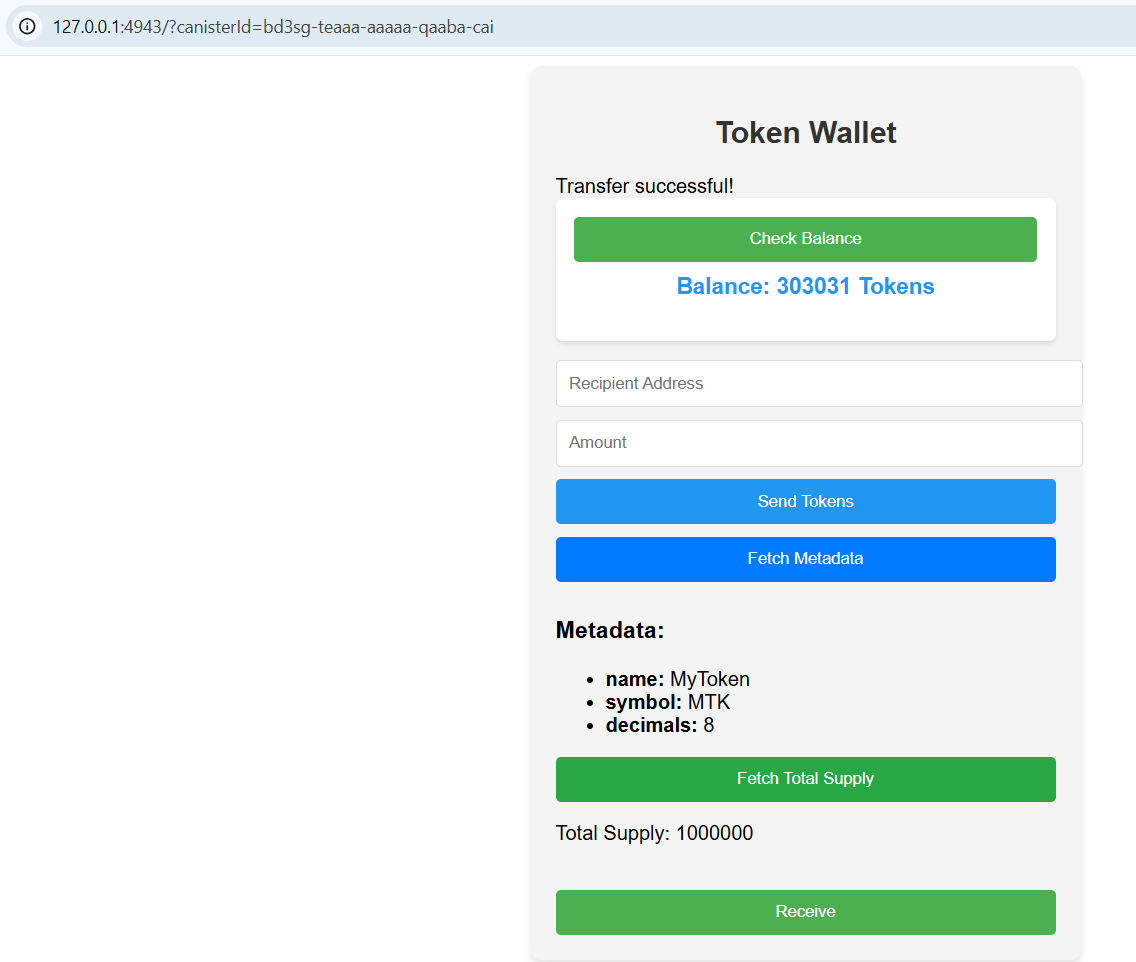 127.0.0.1:4943/?canisterId=bd3sg-teaaa-aaaaa-qaaba-cai
Token Wallet
Transfer successful!
Check Balance
Balance: 303031 Tokens
Recipient Address
Amount
Send Tokens
Fetch Metadata
Metadata:
• name: MyToken
• symbol: MTK
• decimals: 8
Fetch Total Supply
Total Supply: 1000000
Receive